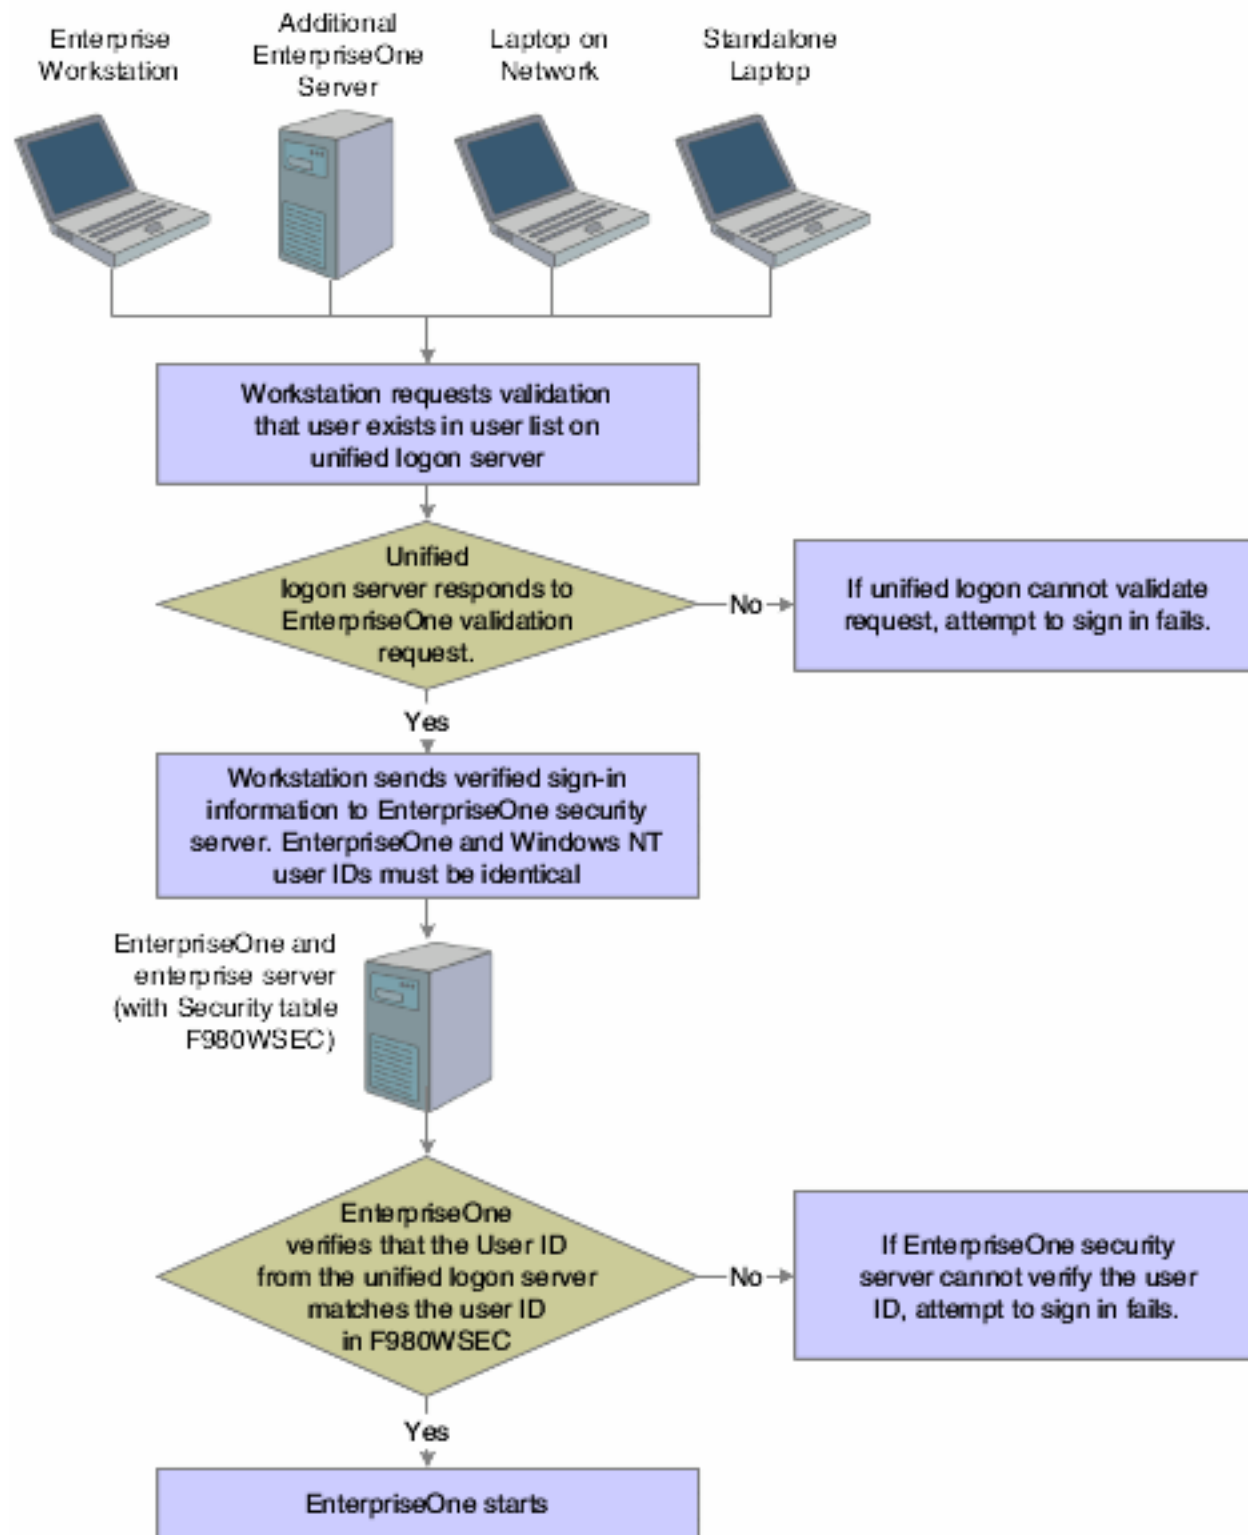 Enterprise
Workstation
Additional
EnterpriseOne
Server
Laptop on
Network
Standalone
Laptop
Workstation requests validation
that user exists in user list on
unified logon server
Unified
logon server responds to
EnterpriseOne validation
request.
No
If unified logon cannot validate
request, attempt to sign in fails.
Yes
Workstation sends verified sign-in
information to EnterpriseOne security
server. EnterpriseOne and Windows NT
user IDs must be identical
EnterpriseOne and
enterprise server
(with Security table
F980WSEC)
EnterpriseOne
verifies that the User ID
from the unified logon server
matches the user ID
in F980WSEC
No
If EnterpriseOne security
server cannot verify the user
ID, attempt to sign in fails.
Yes
EnterpriseOne starts